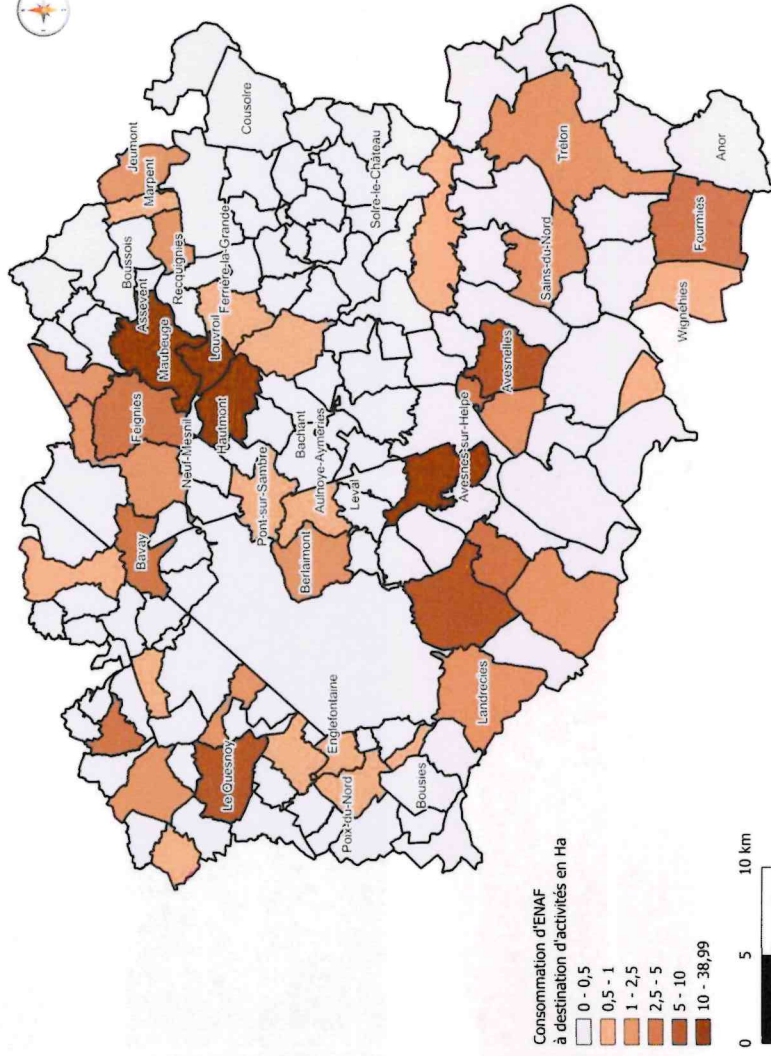 Jeumont
Marpent
Cousolre
Boussois
Assevent
Recquignies
Maubeuge
Ferrière-la-Grande
Louvroil
Feignies
Hautmont
Neuf-Mesnil
Solre-le-Château
Bavay
Bachant
Pont-sur-Sambre
Aulnoye-Aymeries
Leval
Berlaimont
Trélon
Anor
Sains-du-Nord
Fourmies
Wignehies
Avesnelles
Avesnes-sur-Helpe
Le Quesnoy
Englefontaine
Poix-du-Nord
Bousies
Landrecies
Consommation d'ENAF
à destination d'activités en Ha
0 - 0,5
0,5 - 1
1 - 2,5
2,5 - 5
5 - 10
10 - 38,99
0 5 10 km